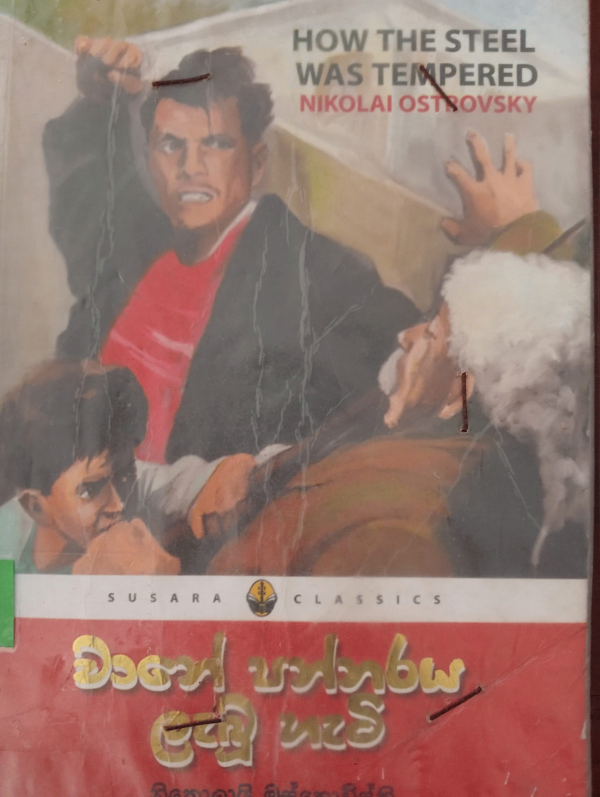 HOW THE STEEL
WAS TEMPERED
NIKOLAI OSTROVSKY
SUSARA CLASSICS
වානේ පන්නරය
ලැබූ හැටි